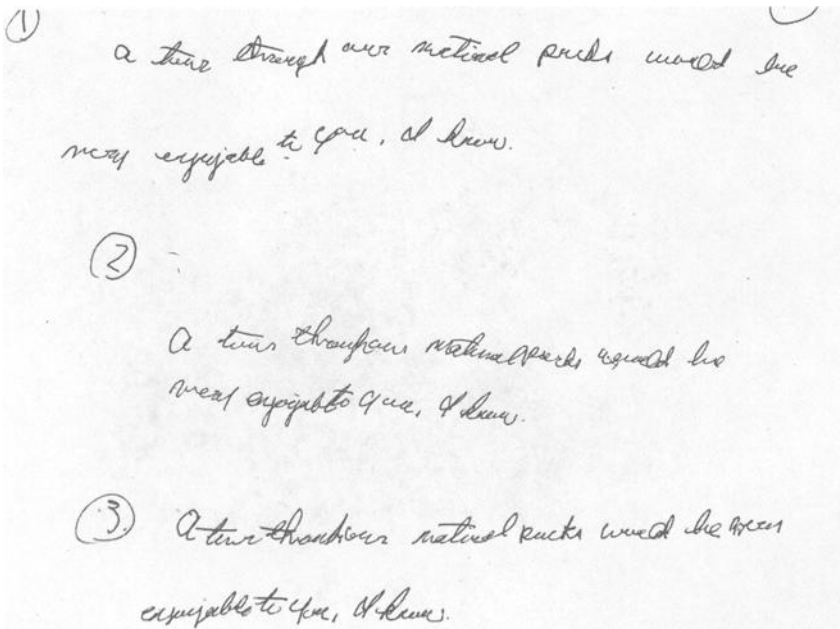 ①
A tour through our national parks would be
very enjoyable to you, I know.
②
A tour through our national parks would be
very enjoyable to you, I know.
③
A tour through our national parks would be very
enjoyable to you, I know.